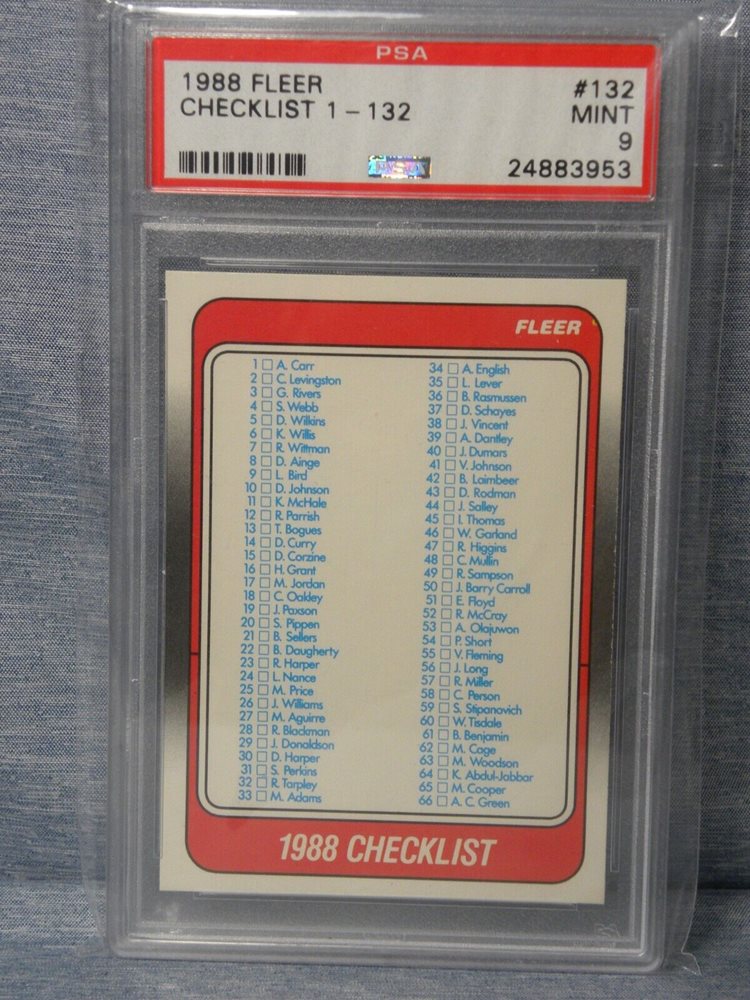 PSA
1988 FLEER #132
CHECKLIST 1 - 132 MINT
9
24883953
FLEER
1 A. Carr
2 C. Levingston
3 G. Rivers
4 S. Webb
5 D. Wilkins
6 K. Willis
7 R. Wittman
8 D. Ainge
9 L. Bird
10 D. Johnson
11 K. McHale
12 R. Parrish
13 T. Bogues
14 D. Curry
15 D. Corzine
16 H. Grant
17 M. Jordan
18 C. Oakley
19 J. Paxson
20 S. Pippen
21 B. Sellers
22 B. Daugherty
23 R. Harper
24 L. Nance
25 M. Price
26 J. Williams
27 M. Aguirre
28 R. Blackman
29 J. Donaldson
30 D. Harper
31 S. Perkins
32 R. Tarpley
33 M. Adams
34 A. English
35 L. Lever
36 B. Rasmussen
37 D. Schayes
38 J. Vincent
39 A. Dantley
40 J. Dumars
41 V. Johnson
42 B. Laimbeer
43 D. Rodman
44 J. Salley
45 I. Thomas
46 W. Garland
47 R. Higgins
48 C. Mullin
49 R. Sampson
50 J. Barry Carroll
51 E. Floyd
52 R. McCray
53 A. Olajuwon
54 P. Short
55 V. Fleming
56 J. Long
57 R. Miller
58 C. Person
59 S. Stipanovich
60 W. Tisdale
61 B. Benjamin
62 M. Cage
63 M. Woodson
64 K. Abdul-Jabbar
65 M. Cooper
66 A. C. Green
1988 CHECKLIST